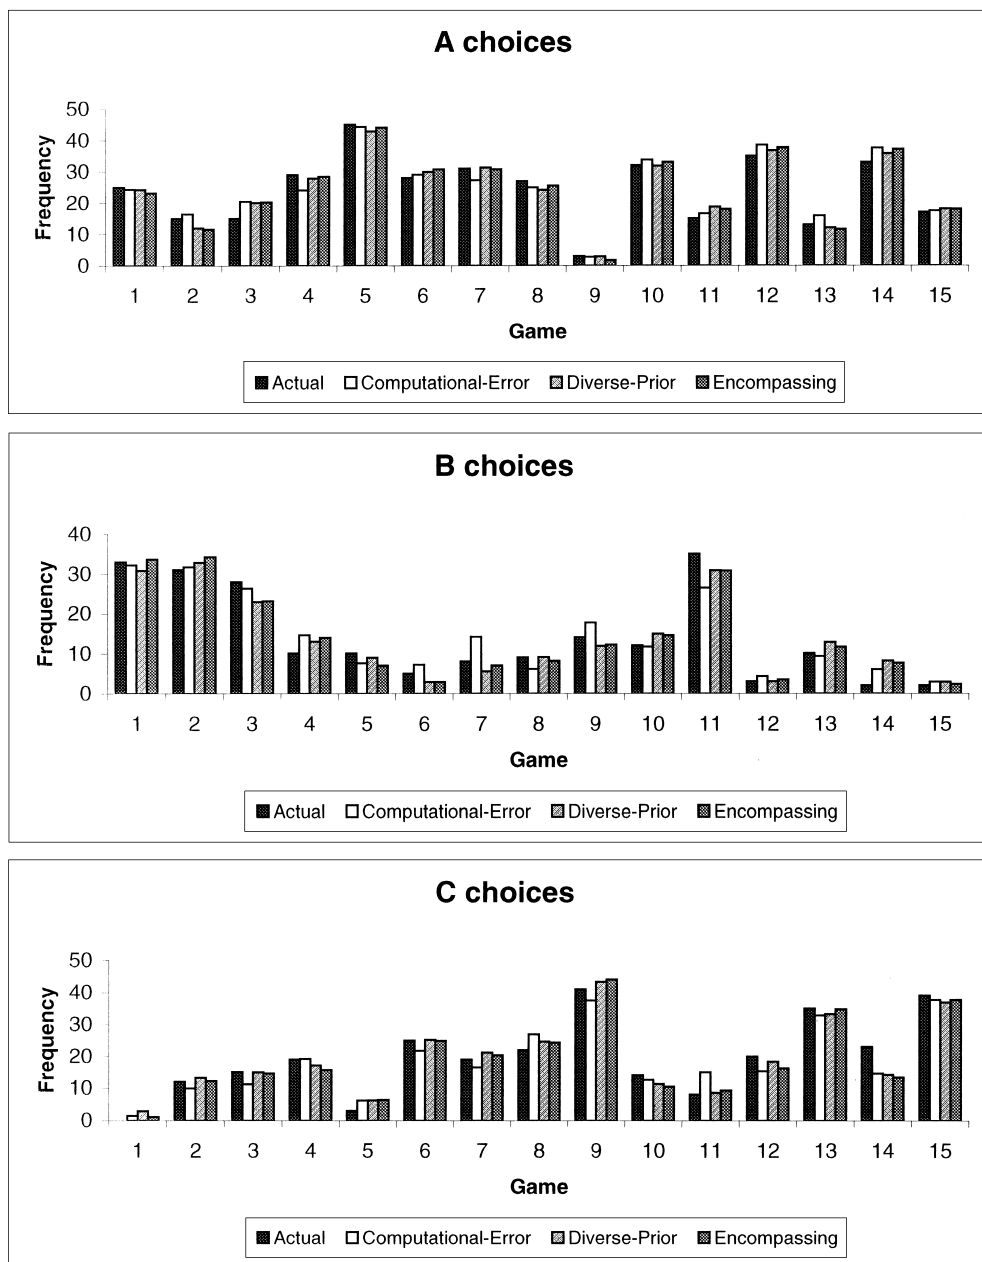 A choices
50
40
30
20
10
0
Frequency
1 2 3 4 5 6 7 8 9 10 11 12 13 14 15
Game
Actual Computational-Error Diverse-Prior Encompassing
B choices
40
30
20
10
0
Frequency
1 2 3 4 5 6 7 8 9 10 11 12 13 14 15
Game
Actual Computational-Error Diverse-Prior Encompassing
C choices
50
40
30
20
10
0
Frequency
1 2 3 4 5 6 7 8 9 10 11 12 13 14 15
Game
Actual Computational-Error Diverse-Prior Encompassing